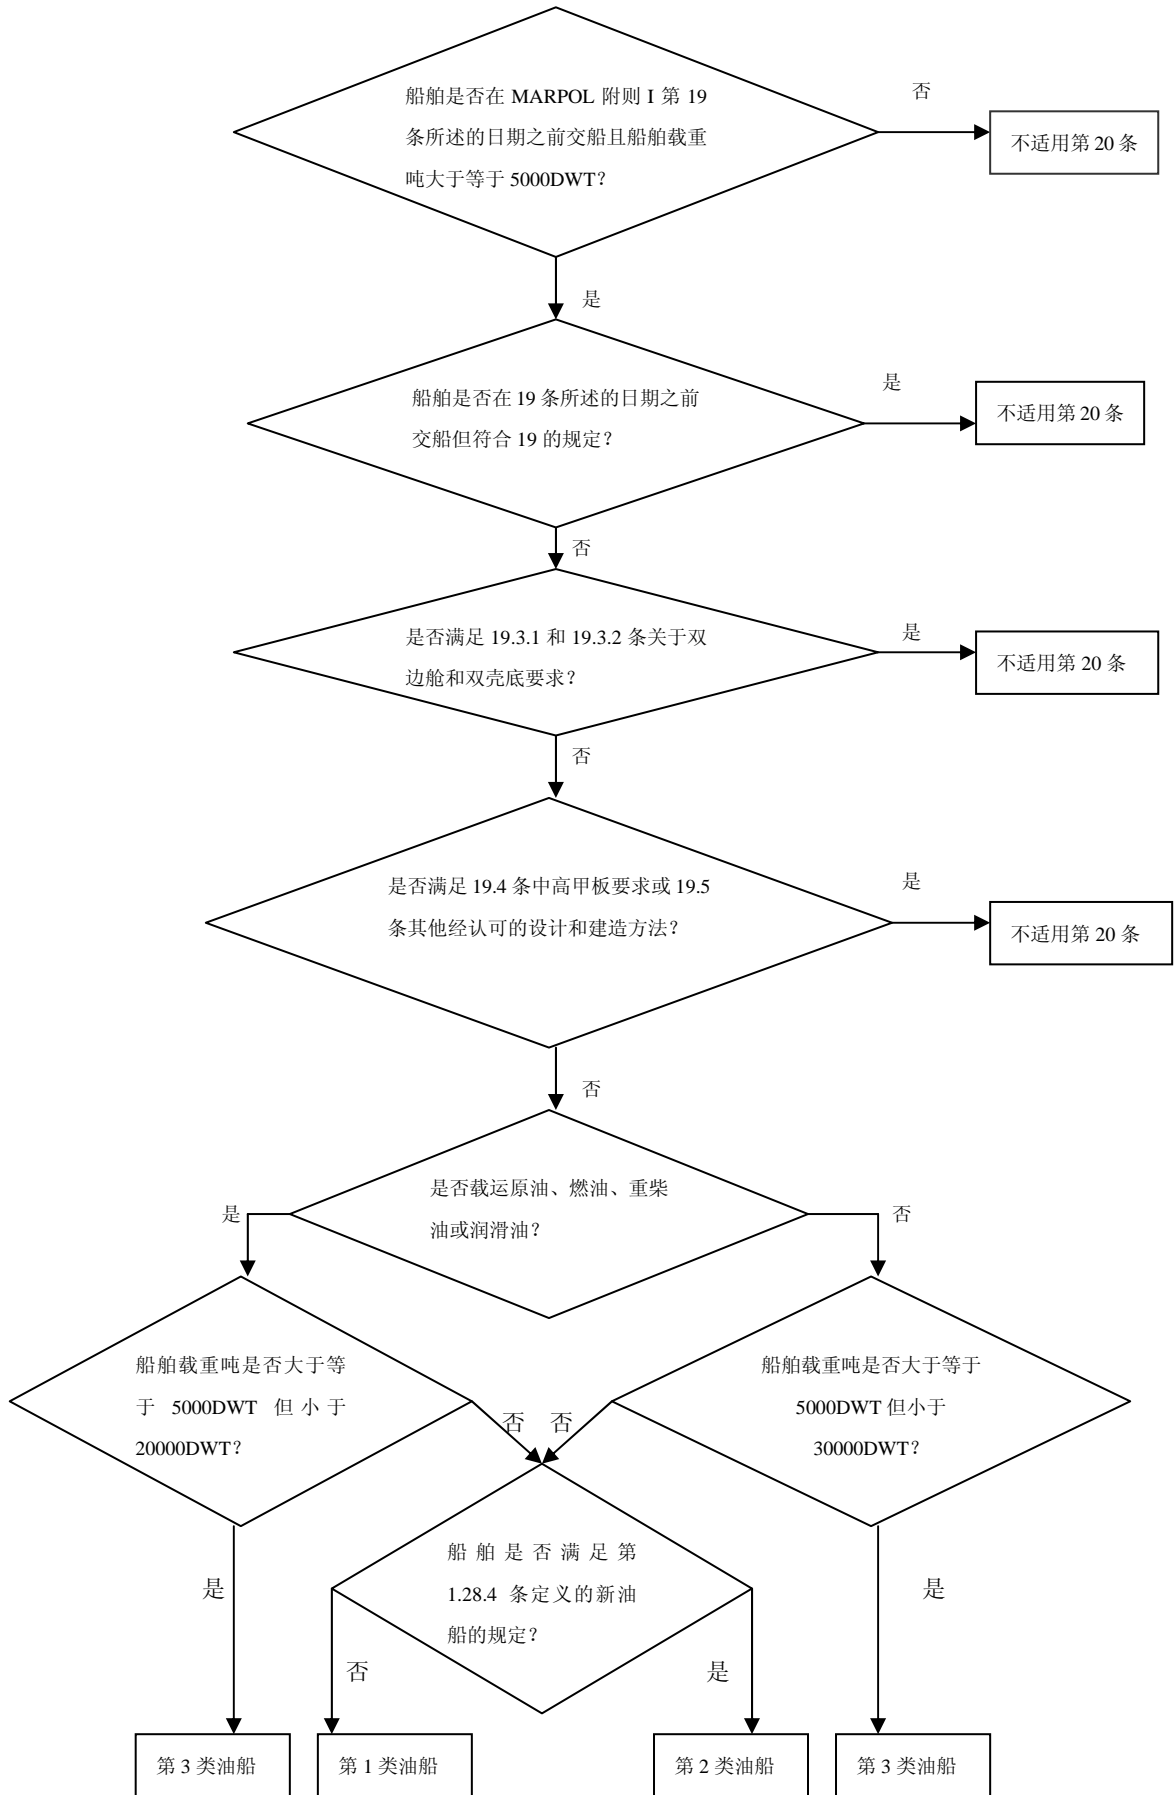 船舶是否在 MARPOL 附则 I 第 19
条所述的日期之前交船且船舶载重
吨大于等于 5000DWT？
否
不适用第 20 条
是
船舶是否在 19 条所述的日期之前
交船但符合 19 的规定？
是
不适用第 20 条
否
是否满足 19.3.1 和 19.3.2 条关于双
边舱和双壳底要求？
是
不适用第 20 条
否
是否满足 19.4 条中高甲板要求或 19.5
条其他经认可的设计和建造方法？
是
不适用第 20 条
否
是否载运原油、燃油、重柴
油或润滑油？
是
否
船舶载重吨是否大于等
于 5000DWT 但小于
20000DWT？
船舶载重吨是否大于等于
5000DWT 但小于
30000DWT？
否
否
船舶是否满足第
1.28.4 条定义的新油
船的规定？
是
否
是
是
第 3 类油船
第 1 类油船
第 2 类油船
第 3 类油船